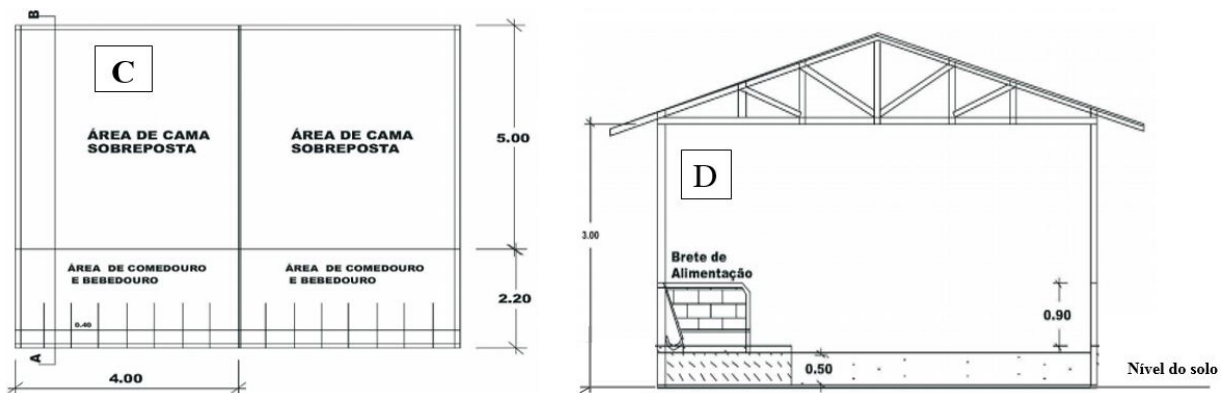 B
C
ÁREA DE CAMA
SOBREPOSTA
ÁREA DE CAMA
SOBREPOSTA
5.00
ÁREA DE COMEDOURO
E BEBEDOURO
ÁREA DE COMEDOURO
E BEBEDOURO
2.20
0.40
A
4.00
D
3.00
Brete de
Alimentação
0.90
0.50
Nível do solo